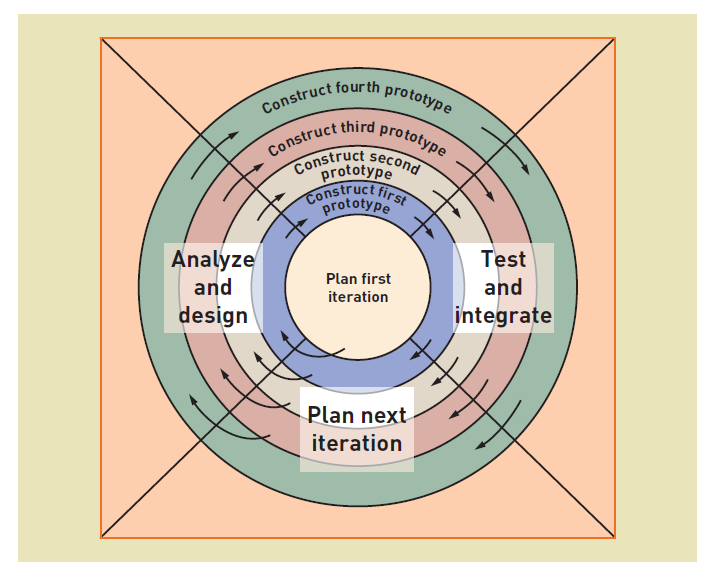 Construct fourth prototype
Construct third prototype
Construct second
prototype
Construct first
prototype
Analyze
and
design
Plan first
iteration
Test
and
integrate
Plan next
iteration